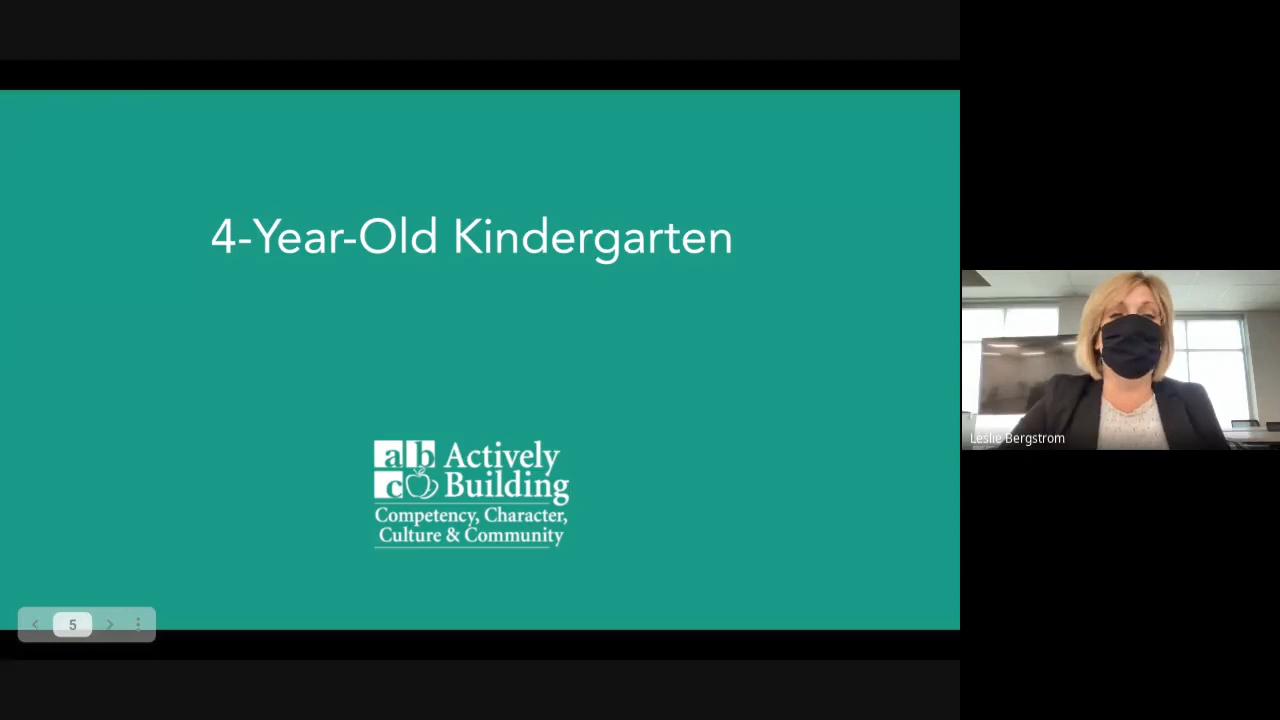 4-Year-Old Kindergarten
a b Actively
c Building
Competency, Character,
Culture & Community
5
Leslie Bergstrom